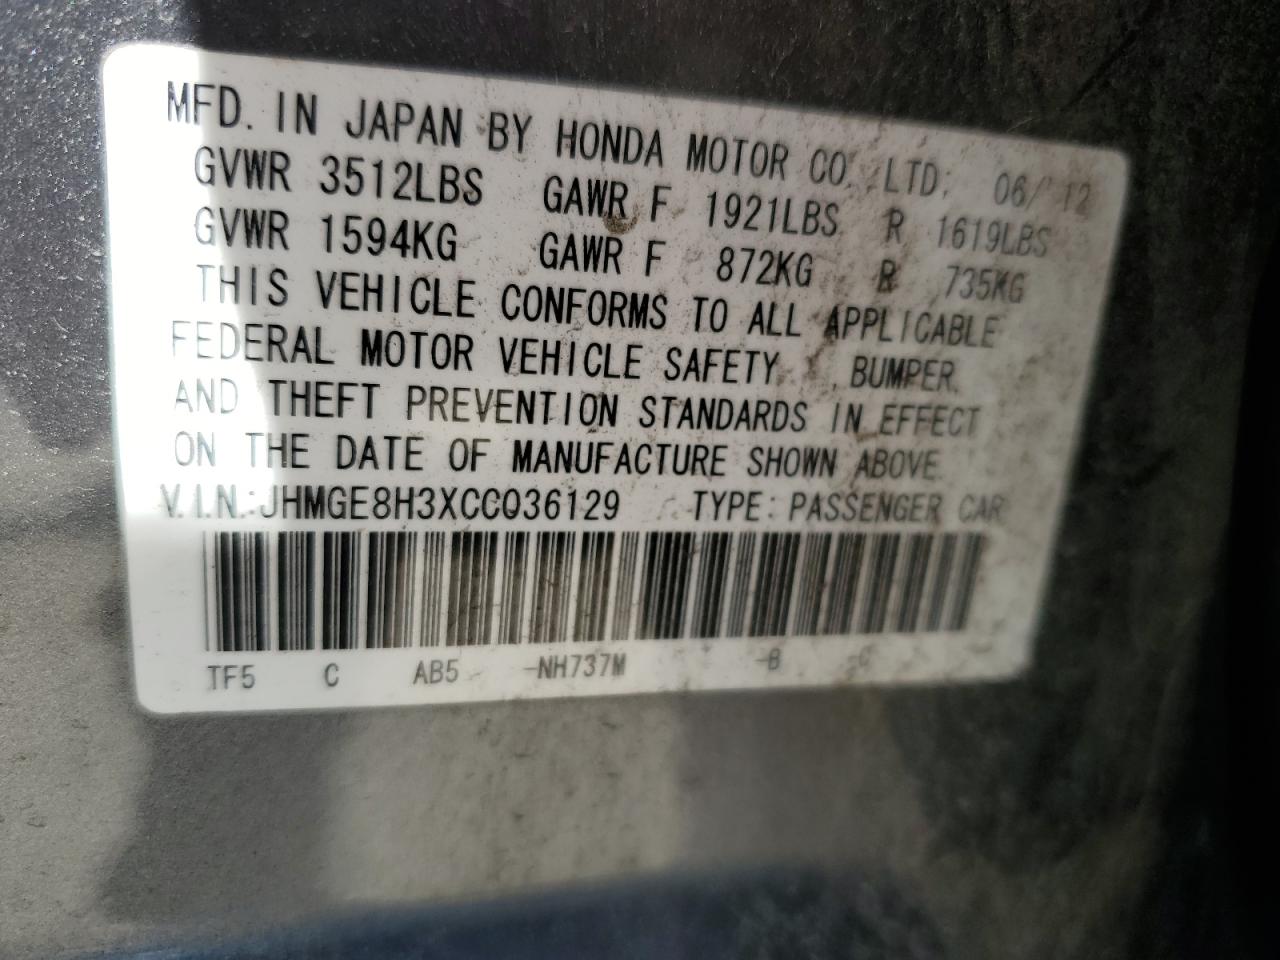 MFD. IN JAPAN BY HONDA MOTOR CO., LTD. 06/ 12
GVWR 3512LBS GAWR F 1921LBS R 1619LBS
GVWR 1594KG GAWR F 872KG R 735KG
THIS VEHICLE CONFORMS TO ALL APPLICABLE
FEDERAL MOTOR VEHICLE SAFETY, BUMPER,
AND THEFT PREVENTION STANDARDS IN EFFECT
ON THE DATE OF MANUFACTURE SHOWN ABOVE.
V.I.N.:JHMGE8H3XCC036129 TYPE: PASSENGER CAR
TF5 C AB5 -NH737M -B -C